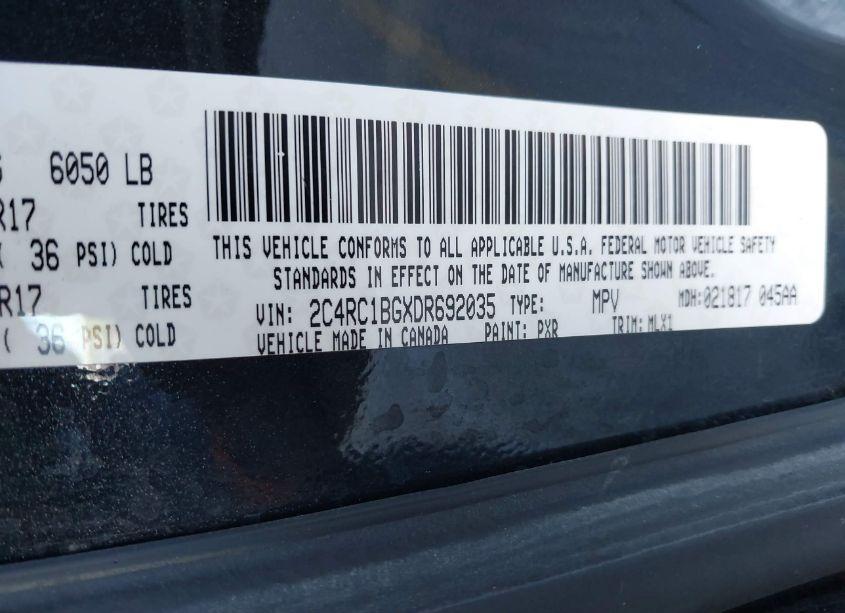 6050 LB
R17 TIRES
( 36 PSI) COLD
R17 TIRES
( 36 PSI) COLD
THIS VEHICLE CONFORMS TO ALL APPLICABLE U.S.A. FEDERAL MOTOR VEHICLE SAFETY
STANDARDS IN EFFECT ON THE DATE OF MANUFACTURE SHOWN ABOVE.
VIN: 2C4RC1BGXDR692035 TYPE: MPV MDH:021817 045AA
VEHICLE MADE IN CANADA PAINT: PXR TRIM: MLX1